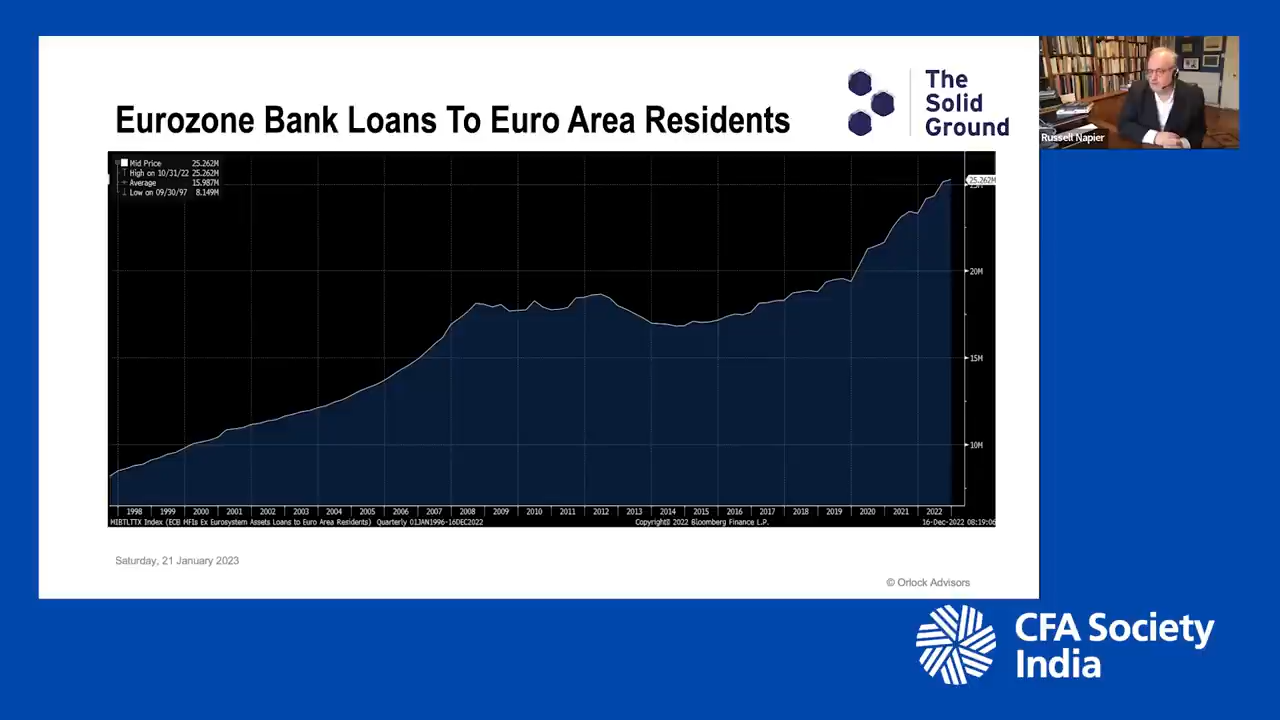 Eurozone Bank Loans To Euro Area Residents
The
Solid
Ground
Russell Napier
Mid Price 25.262M
High on 10/31/22 25.262M
Average 15.987M
Low on 09/30/97 8.149M
25.262M
20M
15M
10M
1998 1999 2000 2001 2002 2003 2004 2005 2006 2007 2008 2009 2010 2011 2012 2013 2014 2015 2016 2017 2018 2019 2020 2021 2022
MIBTLTTX Index (ECB MFIs Ex Eurosystem Assets Loans to Euro Area Residents) Quarterly 01JAN1996-16DEC2022 Copyright© 2022 Bloomberg Finance L.P. 16-Dec-2022 08:19:06
Saturday, 21 January 2023
© Orlock Advisors
CFA Society
India